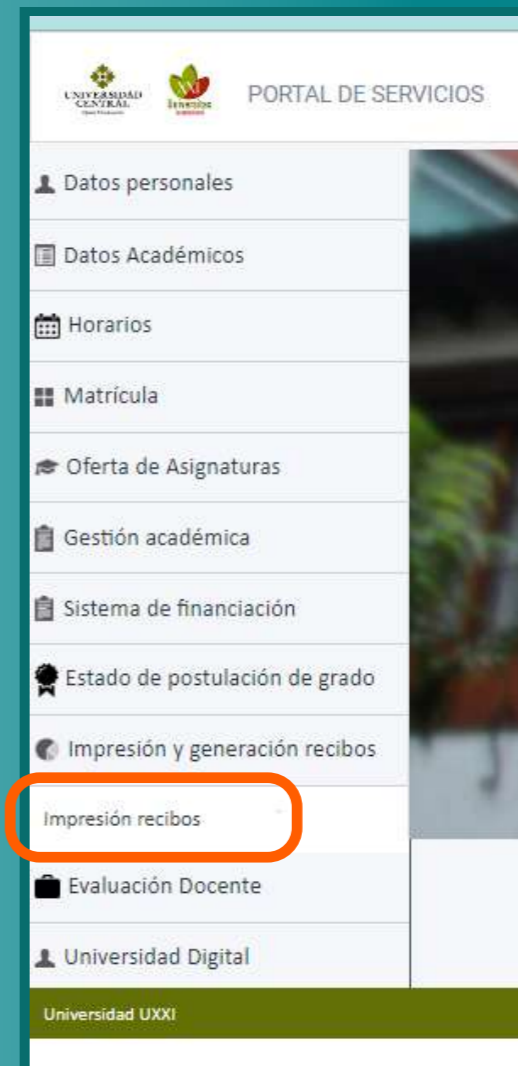 UNIVERSIDAD
CENTRAL
PORTAL DE SERVICIOS
Datos personales
Datos Académicos
Horarios
Matrícula
Oferta de Asignaturas
Gestión académica
Sistema de financiación
Estado de postulación de grado
Impresión y generación recibos
Impresión recibos
Evaluación Docente
Universidad Digital
Universidad UXXI